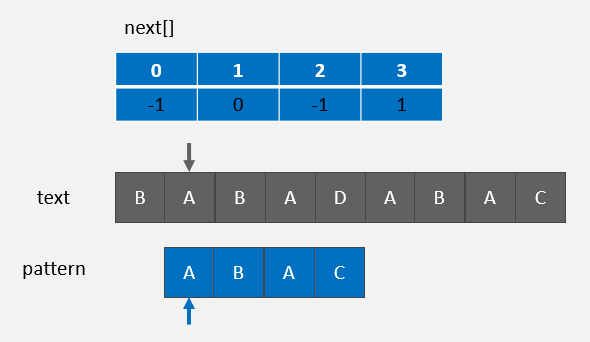 next[]
0 1 2 3
-1 0 -1 1
text B A B A D A B A C
pattern A B A C